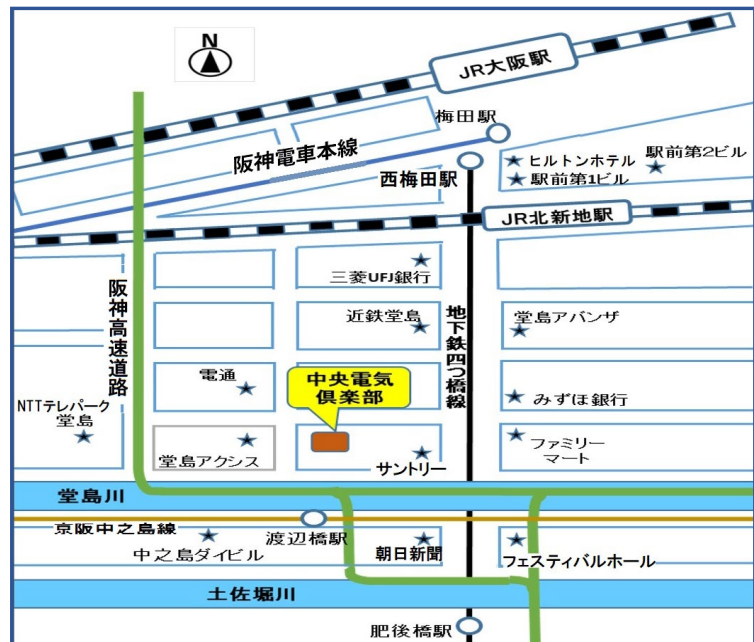 N
JR大阪駅
梅田駅
阪神電車本線
西梅田駅
ヒルトンホテル
駅前第2ビル
駅前第1ビル
JR北新地駅
三菱UFJ銀行
阪神高速道路
近鉄堂島
地下鉄四つ橋線
堂島アバンザ
電通
中央電気
倶楽部
みずほ銀行
NTTテレパーク
堂島
堂島アクシス
サントリー
ファミリー
マート
堂島川
京阪中之島線
渡辺橋駅
中之島ダイビル
朝日新聞
フェスティバルホール
土佐堀川
肥後橋駅